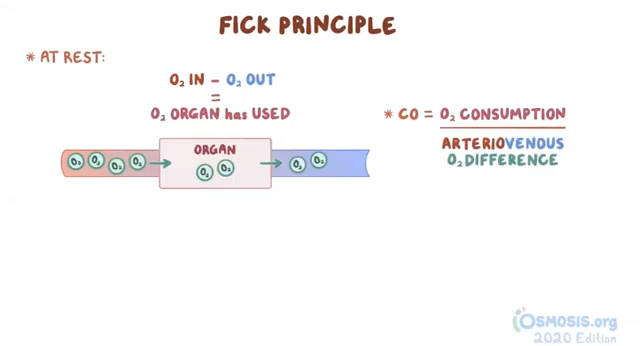 FICK PRINCIPLE
* AT REST:
O₂ IN – O₂ OUT
=
O₂ ORGAN has USED
* CO = O₂ CONSUMPTION
ARTERIOVENOUS
O₂ DIFFERENCE
ORGAN
O₂ O₂ O₂ O₂
O₂ O₂
O₂ O₂
OSMOSIS.org
2020 Edition